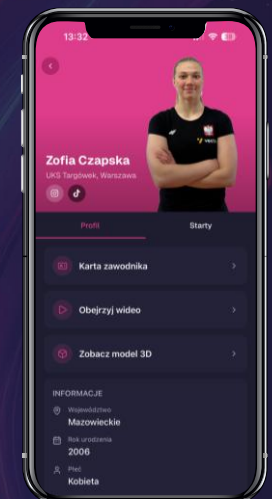 13:32
Zofia Czapska
UKS Targówek, Warszawa
Profil Starty
Karta zawodnika
Obejrzyj wideo
Zobacz model 3D
INFORMACJE
Województwo
Mazowieckie
Rok urodzenia
2006
Płeć
Kobieta